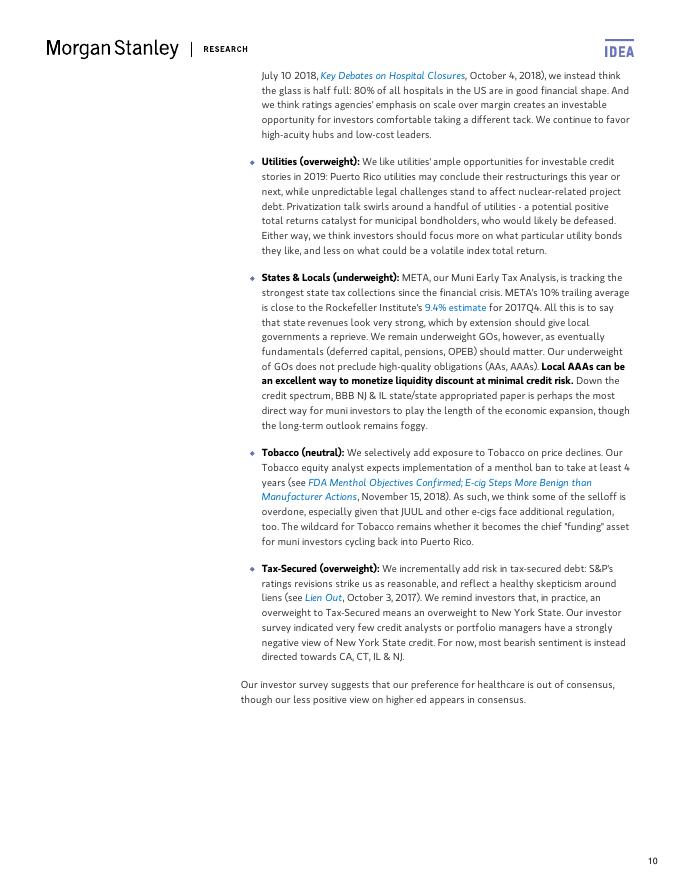 Morgan Stanley | RESEARCH
IDEA
July 10 2018, Key Debates on Hospital Closures, October 4, 2018), we instead think
the glass is half full: 80% of all hospitals in the US are in good financial shape. And
we think ratings agencies' emphasis on scale over margin creates an investable
opportunity for investors comfortable taking a different tack. We continue to favor
high-acuity hubs and low-cost leaders.
Utilities (overweight): We like utilities' ample opportunities for investable credit
stories in 2019: Puerto Rico utilities may conclude their restructurings this year or
next, while unpredictable legal challenges stand to affect nuclear-related project
debt. Privatization talk swirls around a handful of utilities - a potential positive
total returns catalyst for municipal bondholders, who would likely be defeased.
Either way, we think investors should focus more on what particular utility bonds
they like, and less on what could be a volatile index total return.
States & Locals (underweight): META, our Muni Early Tax Analysis, is tracking the
strongest state tax collections since the financial crisis. META's 10% trailing average
is close to the Rockefeller Institute's 9.4% estimate for 2017Q4. All this is to say
that state revenues look very strong, which by extension should give local
governments a reprieve. We remain underweight GOs, however, as eventually
fundamentals (deferred capital, pensions, OPEB) should matter. Our underweight
of GOs does not preclude high-quality obligations (AAs, AAAs). Local AAAs can be
an excellent way to monetize liquidity discount at minimal credit risk. Down the
credit spectrum, BBB NJ & IL state/state appropriated paper is perhaps the most
direct way for muni investors to play the length of the economic expansion, though
the long-term outlook remains foggy.
Tobacco (neutral): We selectively add exposure to Tobacco on price declines. Our
Tobacco equity analyst expects implementation of a menthol ban to take at least 4
years (see FDA Menthol Objectives Confirmed; E-cig Steps More Benign than
Manufacturer Actions, November 15, 2018). As such, we think some of the selloff is
overdone, especially given that JUUL and other e-cigs face additional regulation,
too. The wildcard for Tobacco remains whether it becomes the chief "funding" asset
for muni investors cycling back into Puerto Rico.
Tax-Secured (overweight): We incrementally add risk in tax-secured debt: S&P's
ratings revisions strike us as reasonable, and reflect a healthy skepticism around
liens (see Lien Out, October 3, 2017). We remind investors that, in practice, an
overweight to Tax-Secured means an overweight to New York State. Our investor
survey indicated very few credit analysts or portfolio managers have a strongly
negative view of New York State credit. For now, most bearish sentiment is instead
directed towards CA, CT, IL & NJ.
Our investor survey suggests that our preference for healthcare is out of consensus,
though our less positive view on higher ed appears in consensus.
10